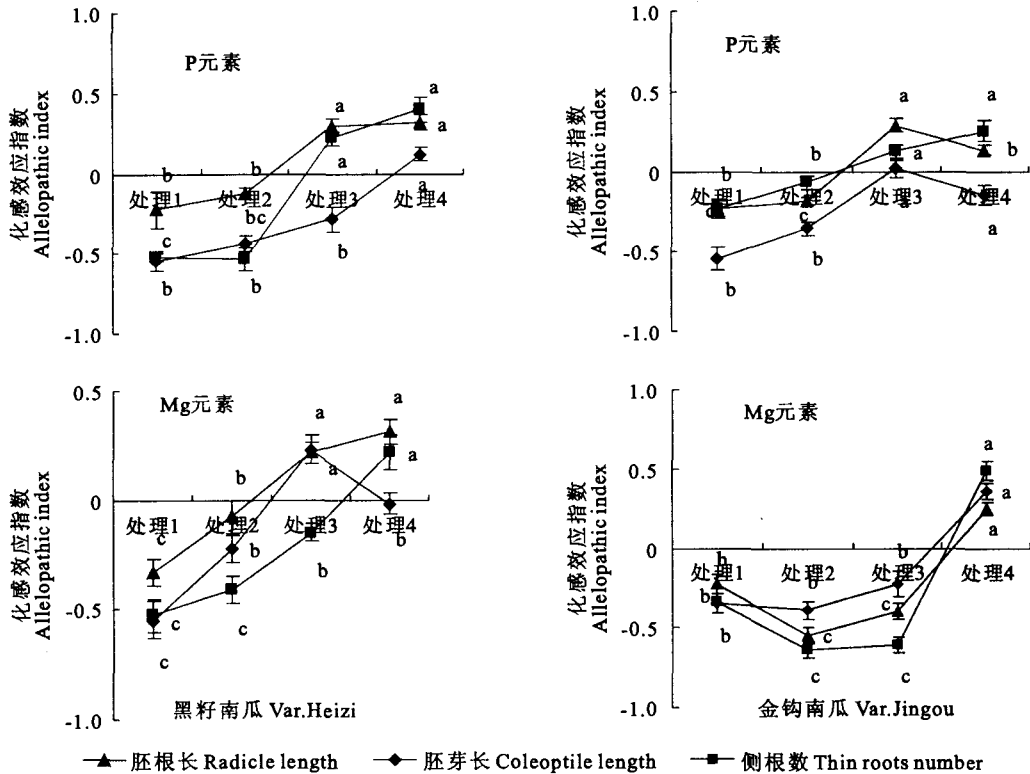 1.0
P元素
0.5
0
-0.5
-1.0
化感效应指数
Allelopathic index
处理1
处理2
处理3
处理4
b
b
a
a
a
a
a
c
bc
b
b
b
1.0
P元素
0.5
0
-0.5
-1.0
化感效应指数
Allelopathic index
处理1
处理2
处理3
处理4
b
b
a
a
a
b
c
c
a
a
b
b
0.5
Mg元素
0
-0.5
-1.0
化感效应指数
Allelopathic index
处理1
处理2
处理3
处理4
b
a
a
a
a
c
b
b
b
c
c
c
黑籽南瓜 Var.Heizi
1.0
Mg元素
0.5
0
-0.5
-1.0
化感效应指数
Allelopathic index
处理1
处理2
处理3
处理4
a
a
a
b
b
b
b
b
c
c
c
c
金钩南瓜 Var.Jingou
胚根长 Radicle length
胚芽长 Coleoptile length
侧根数 Thin roots number